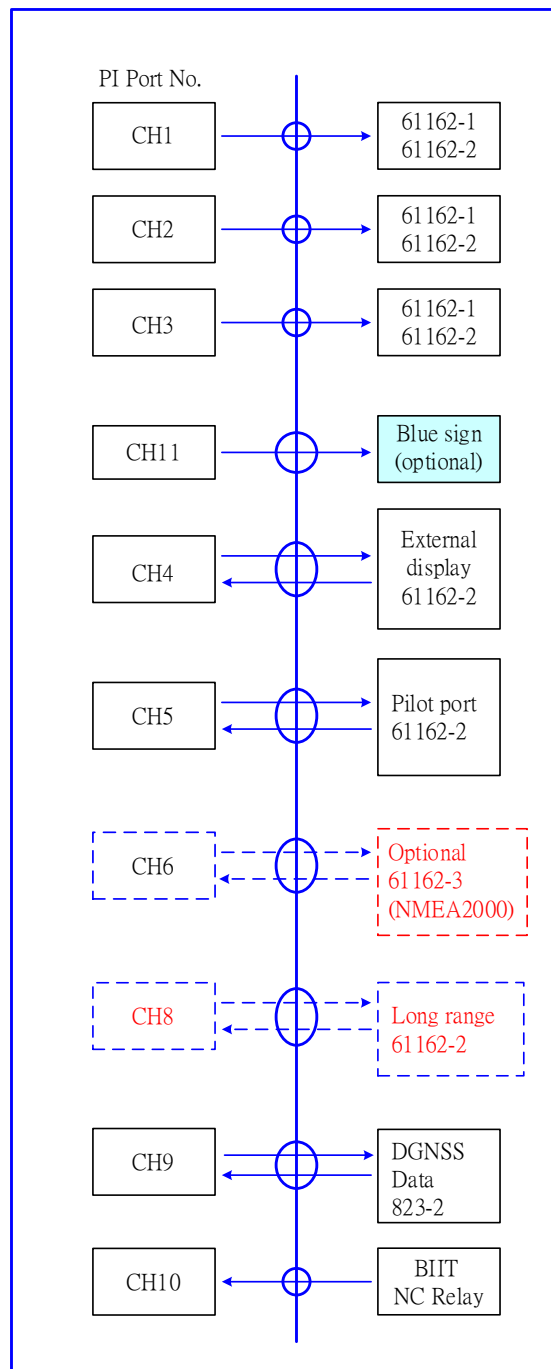 PI Port No.
CH1
61162-1
61162-2
CH2
61162-1
61162-2
CH3
61162-1
61162-2
CH11
Blue sign
(optional)
CH4
External
display
61162-2
CH5
Pilot port
61162-2
CH6
Optional
61162-3
(NMEA2000)
CH8
Long range
61162-2
CH9
DGNSS
Data
823-2
CH10
BIIT
NC Relay